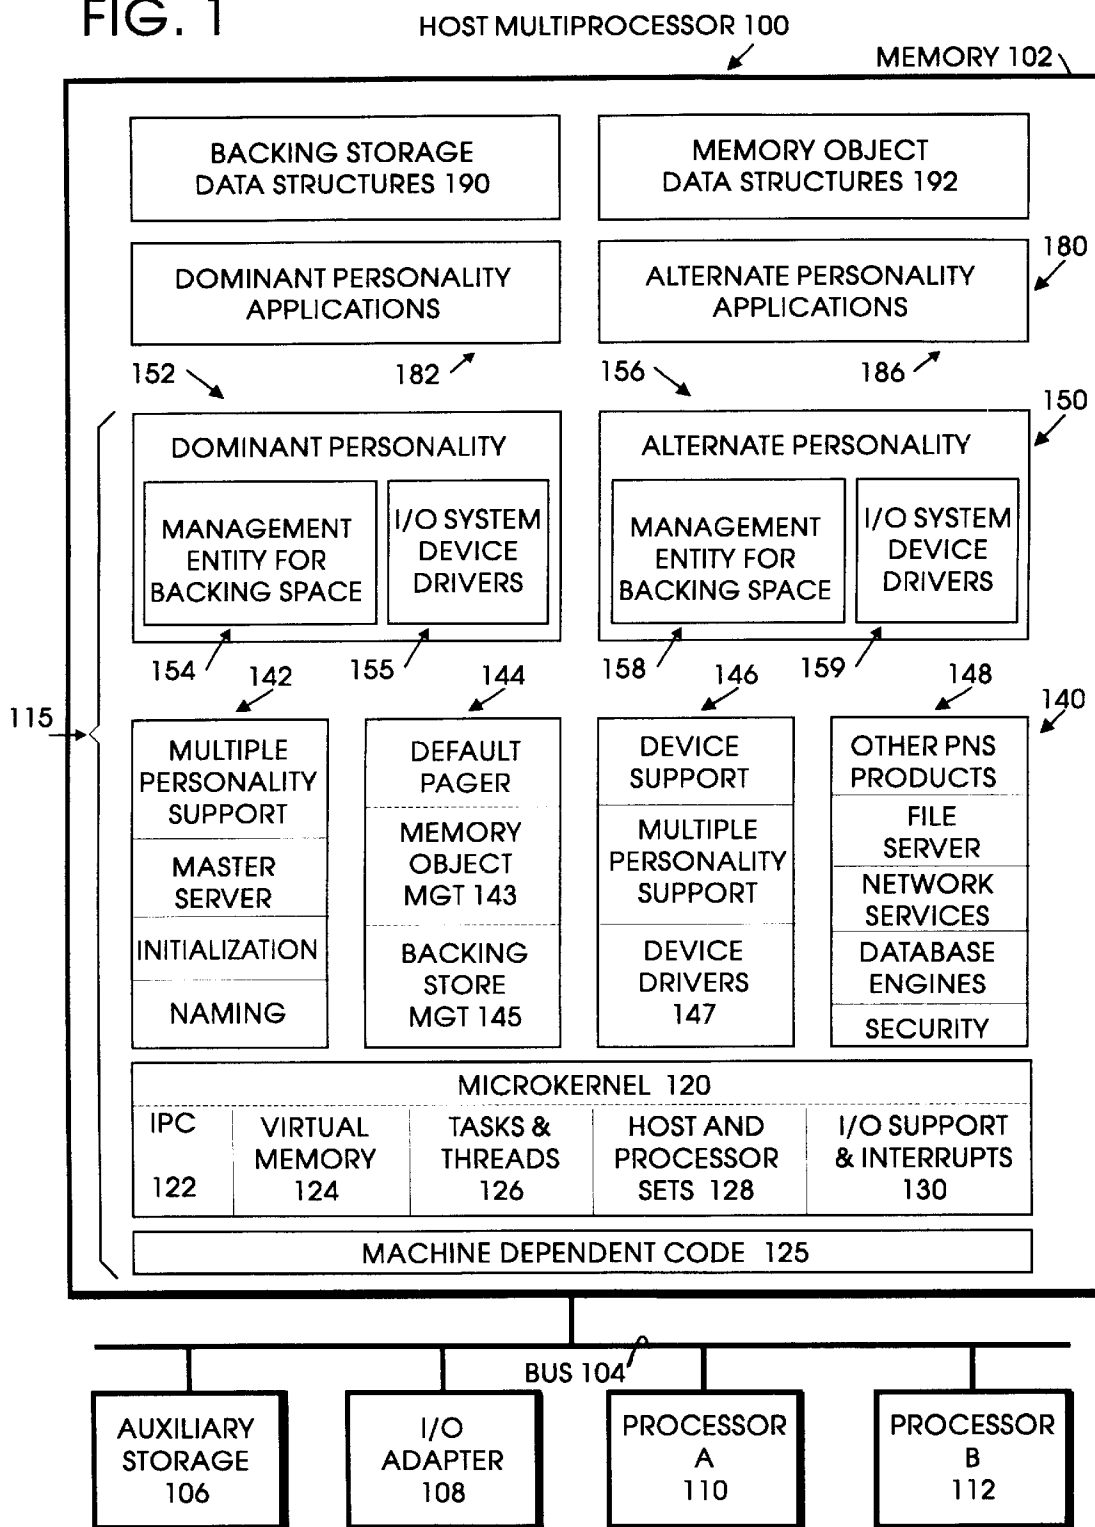 FIG. 1
HOST MULTIPROCESSOR 100
MEMORY 102
BACKING STORAGE
DATA STRUCTURES 190
MEMORY OBJECT
DATA STRUCTURES 192
180
DOMINANT PERSONALITY
APPLICATIONS
ALTERNATE PERSONALITY
APPLICATIONS
152
182
156
186
150
DOMINANT PERSONALITY
MANAGEMENT
ENTITY FOR
BACKING SPACE
I/O SYSTEM
DEVICE
DRIVERS
ALTERNATE PERSONALITY
MANAGEMENT
ENTITY FOR
BACKING SPACE
I/O SYSTEM
DEVICE
DRIVERS
154
142
155
144
158
146
159
148
140
115
MULTIPLE
PERSONALITY
SUPPORT
MASTER
SERVER
INITIALIZATION
NAMING
DEFAULT
PAGER
MEMORY
OBJECT
MGT 143
BACKING
STORE
MGT 145
DEVICE
SUPPORT
MULTIPLE
PERSONALITY
SUPPORT
DEVICE
DRIVERS
147
OTHER PNS
PRODUCTS
FILE
SERVER
NETWORK
SERVICES
DATABASE
ENGINES
SECURITY
MICROKERNEL 120
IPC
122
VIRTUAL
MEMORY
124
TASKS &
THREADS
126
HOST AND
PROCESSOR
SETS 128
I/O SUPPORT
& INTERRUPTS
130
MACHINE DEPENDENT CODE 125
BUS 104
AUXILIARY
STORAGE
106
I/O
ADAPTER
108
PROCESSOR
A
110
PROCESSOR
B
112